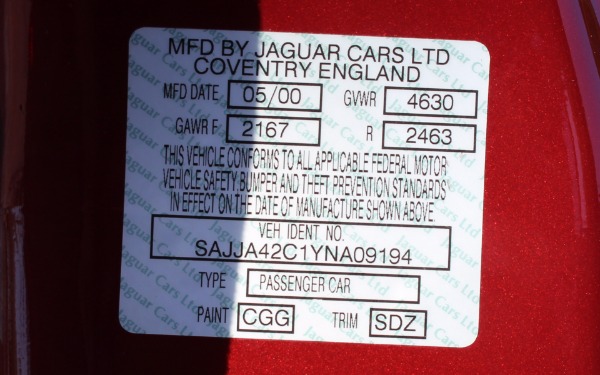 MFD BY JAGUAR CARS LTD
COVENTRY ENGLAND
MFD DATE 05/00 GVWR 4630
GAWR F 2167 R 2463
THIS VEHICLE CONFORMS TO ALL APPLICABLE FEDERAL MOTOR
VEHICLE SAFETY,BUMPER AND THEFT PREVENTION STANDARDS
IN EFFECT ON THE DATE OF MANUFACTURE SHOWN ABOVE.
VEH. IDENT NO.
SAJJA42C1YNA09194
TYPE PASSENGER CAR
PAINT CGG TRIM SDZ